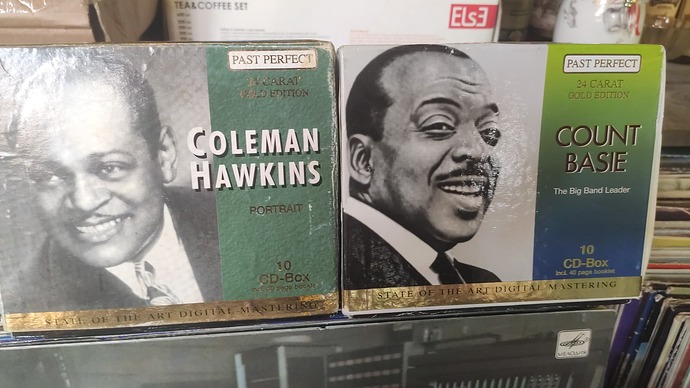 TEA&COFFEE SET
ELSE
PAST PERFECT
24 CARAT
GOLD EDITION
COLEMAN
HAWKINS
PORTRAIT
10
CD-Box
STATE OF THE ART DIGITAL MASTERING
PAST PERFECT
24 CARAT
GOLD EDITION
COUNT
BASIE
The Big Band Leader
10
CD-Box
Incl. 40 page booklet
STATE OF THE ART DIGITAL MASTERING
МЕЛОДИЯ